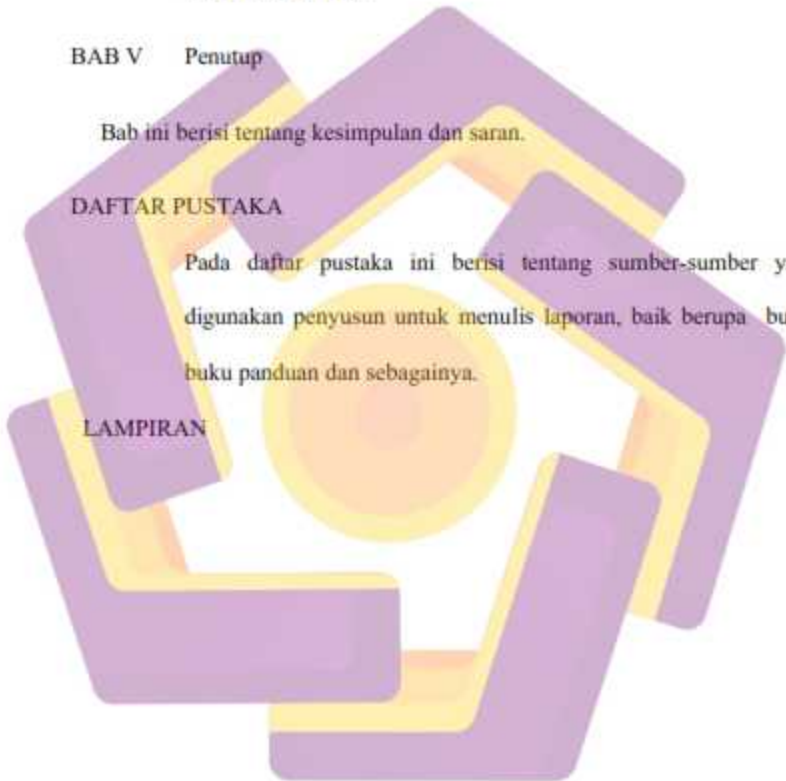 BAB V Penutup
Bab ini berisi tentang kesimpulan dan saran.
DAFTAR PUSTAKA
Pada daftar pustaka ini berisi tentang sumber-sumber
digunakan penyusun untuk menulis laporan, baik berupa
buku panduan dan sebagainya.
LAMPIRAN